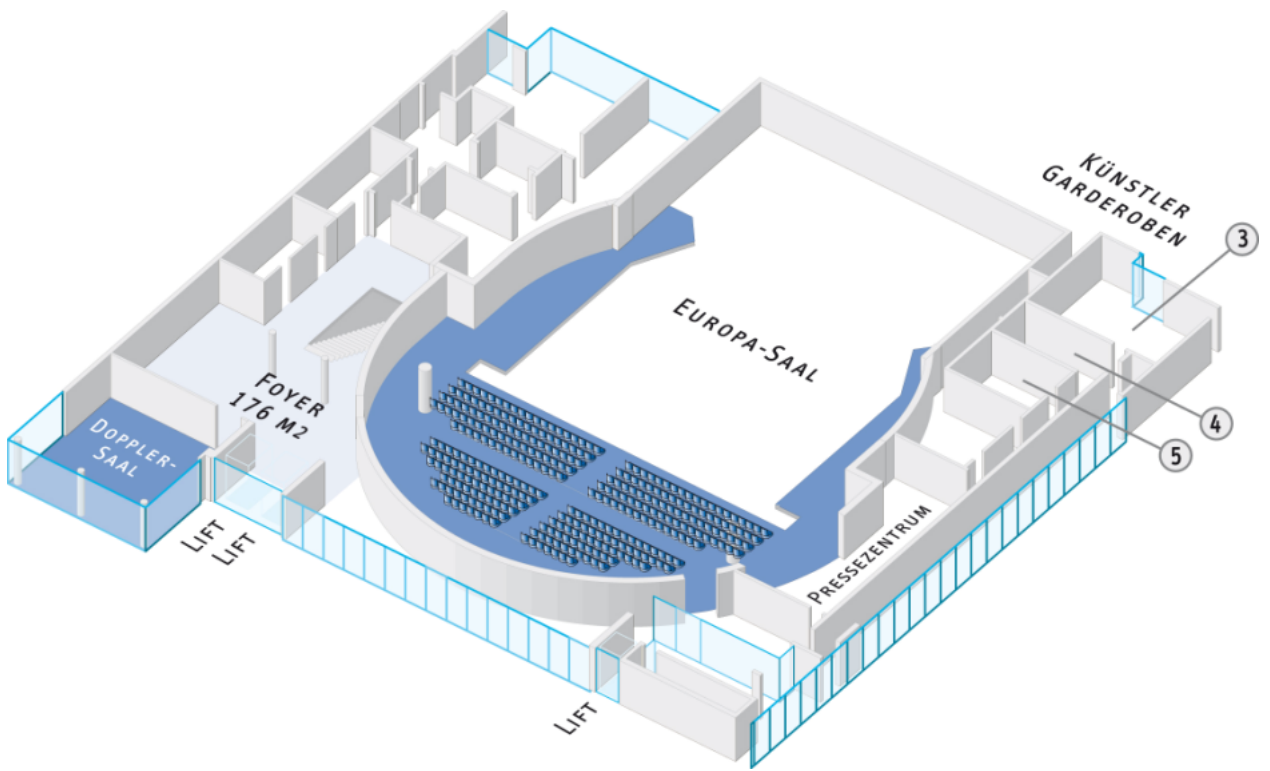 KÜNSTLER
GARDEROBEN
3
EUROPA-SAAL
FOYER
176 M2
4
DOPPLER-
SAAL
5
LIFT
LIFT
PRESSEZENTRUM
LIFT